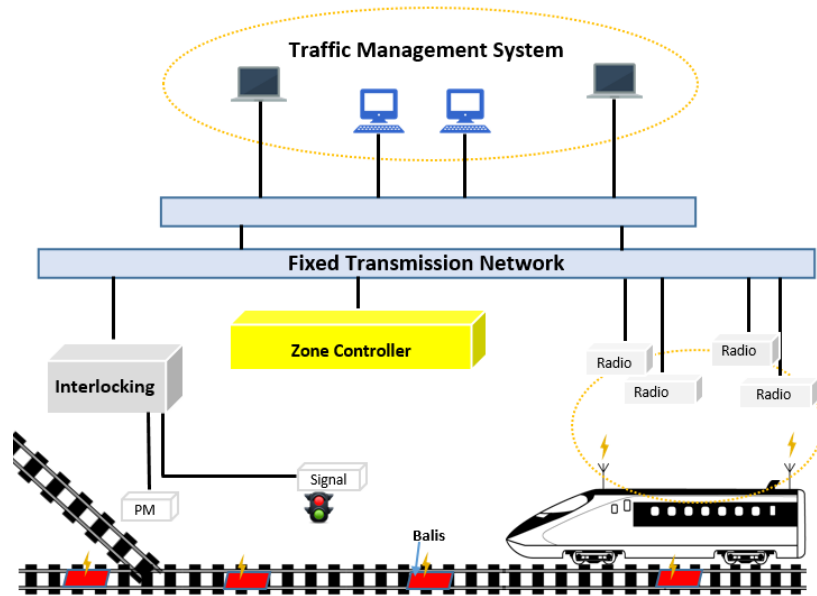 Traffic Management System
Fixed Transmission Network
Zone Controller
Radio
Radio
Radio
Radio
Interlocking
Signal
PM
Balis